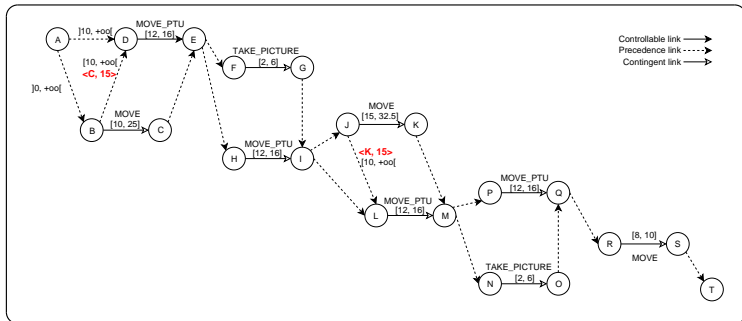 MOVE_PTU
A
]10, +oo[
D
[12, 16]
E
Controllable link
TAKE_PICTURE
Precedence link
[10, +oo[
F
[2, 6]
G
Contingent link
<C, 15>
]0, +oo[
MOVE
MOVE
B
[10, 25]
C
J
[15, 32.5]
K
MOVE_PTU
<K, 15>
H
[12, 16]
I
[10, +oo[
MOVE_PTU
MOVE_PTU
P
[12, 16]
Q
L
[12, 16]
M
R
[8, 10]
S
MOVE
TAKE_PICTURE
N
[2, 6]
O
T